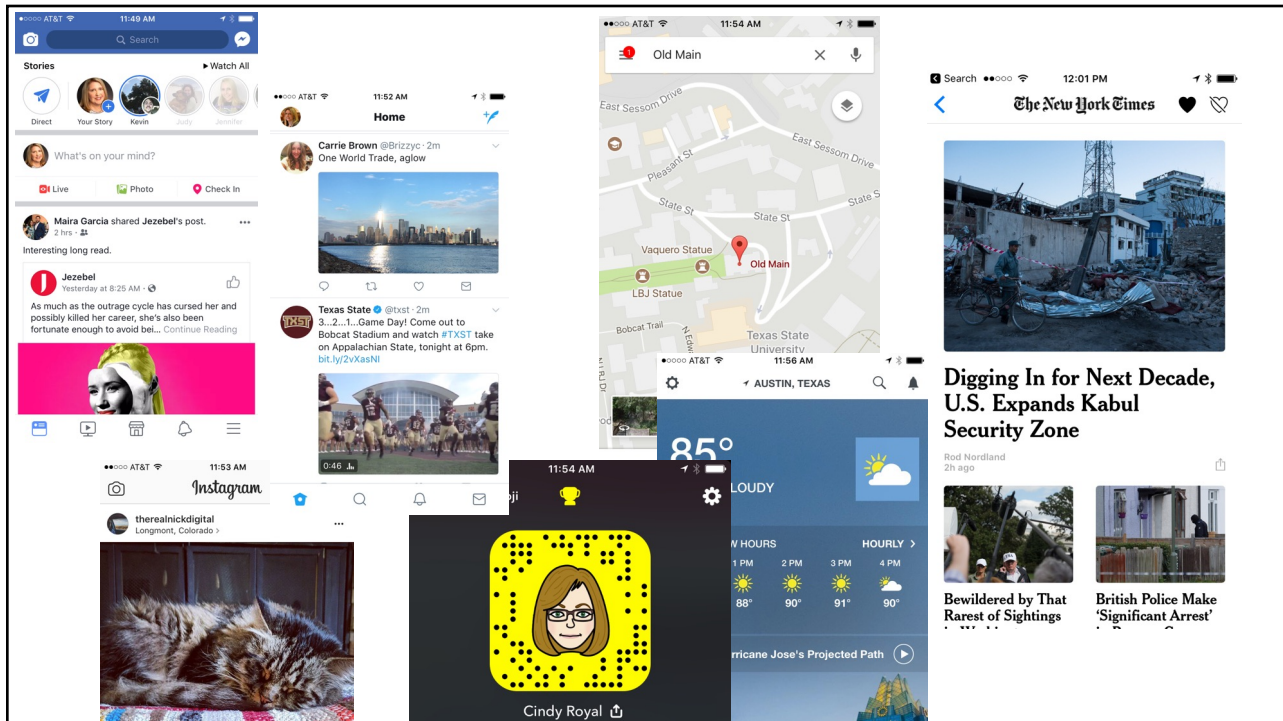 ●○○○○ AT&T 11:49 AM
Search
Stories
▶ Watch All
Direct
Your Story
Kevin
Judy
Jennifer
What's on your mind?
Live
Photo
Check In
Maira Garcia shared Jezebel's post.
2 hrs ·
Interesting long read.
Jezebel
Yesterday at 8:25 AM ·
As much as the outrage cycle has cursed her and
possibly killed her career, she's also been
fortunate enough to avoid bei... Continue Reading
●●○○○ AT&T 11:52 AM
Home
Carrie Brown @Brizzyc · 2m
One World Trade, aglow
Texas State @txst · 2m
TXST
3...2...1...Game Day! Come out to
Bobcat Stadium and watch #TXST take
on Appalachian State, tonight at 6pm.
bit.ly/2vXasNI
0:46
●●○○○ AT&T 11:53 AM
Instagram
therealnickdigital
Longmont, Colorado >
11:54 AM
oji
Cindy Royal
●●○○○ AT&T 11:54 AM
1
Old Main
East Sessom Drive
East Sessom Drive
Pleasant St
State St
State St
State S
Vaquero Statue
Old Main
LBJ Statue
Bobcat Trail
N Edw
LBJ Dr
Texas State
University
●○○○○ AT&T 11:56 AM
AUSTIN, TEXAS
85°
LOUDY
W HOURS
HOURLY >
1 PM
2 PM
3 PM
4 PM
88°
90°
91°
90°
rricane Jose's Projected Path
Search ●●○○○ 12:01 PM
The New York Times
Digging In for Next Decade,
U.S. Expands Kabul
Security Zone
Rod Nordland
2h ago
Bewildered by That
Rarest of Sightings
British Police Make
'Significant Arrest'